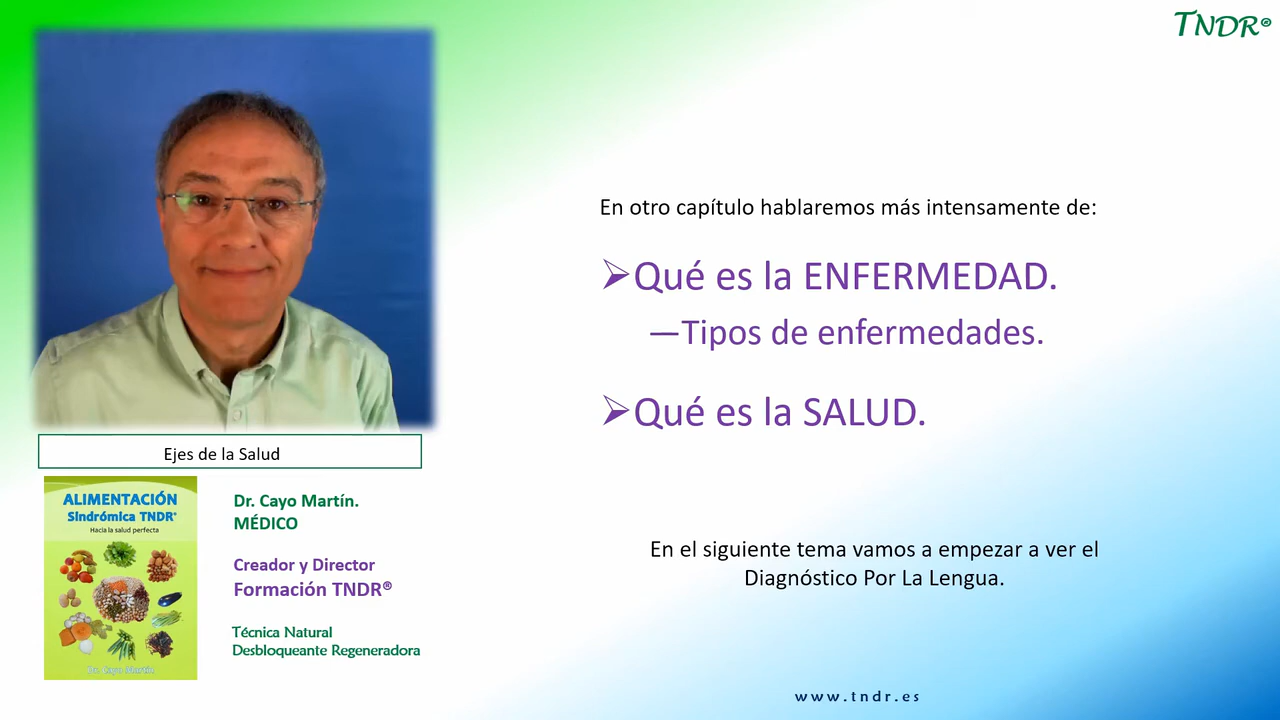 TNDR®
En otro capítulo hablaremos más intensamente de:
➢Qué es la ENFERMEDAD.
—Tipos de enfermedades.
➢Qué es la SALUD.
En el siguiente tema vamos a empezar a ver el
Diagnóstico Por La Lengua.
Ejes de la Salud
ALIMENTACIÓN
Sindrómica TNDR®
Hacia la salud perfecta
Dr. Cayo Martín
Dr. Cayo Martín.
MÉDICO
Creador y Director
Formación TNDR®
Técnica Natural
Desbloqueante Regeneradora
www.tndr.es